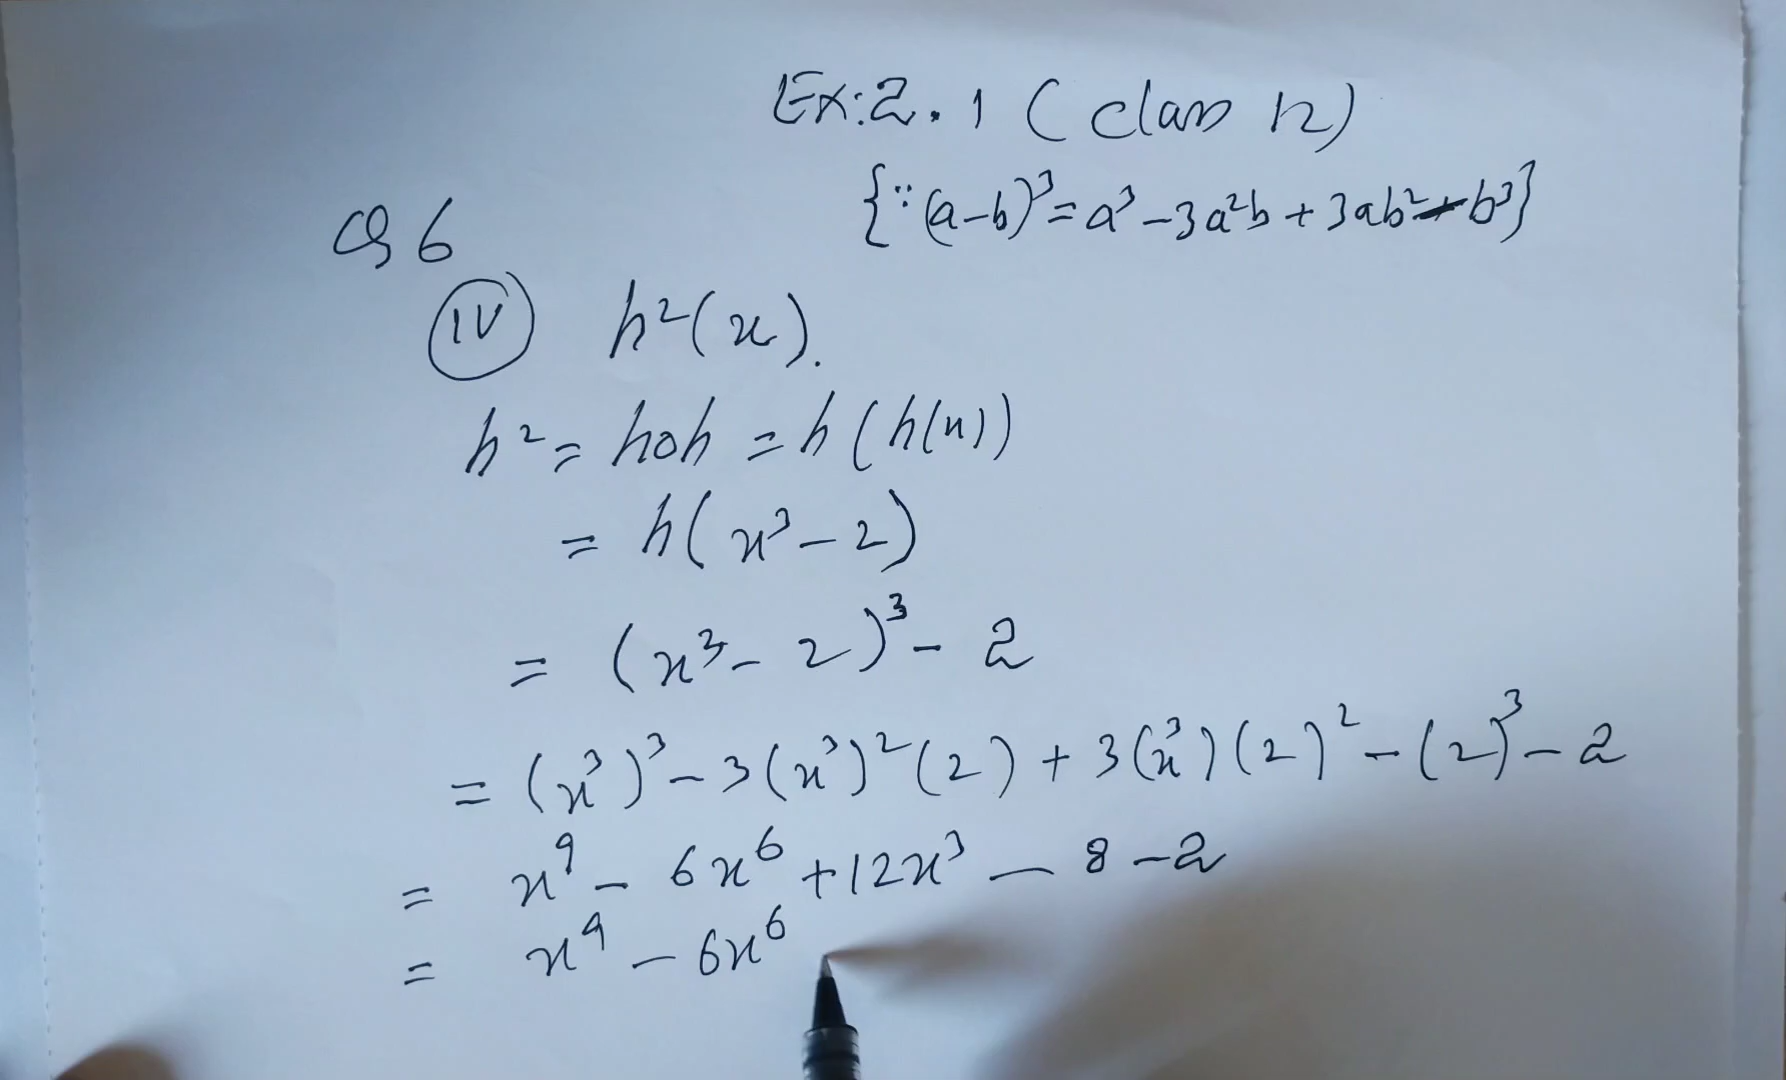 Ex: 2.1 (class 12)
{∵ (a-b)³ = a³ - 3a²b + 3ab² - b³}
Q 6
(iv) h²(x).
h² = hoh = h(h(x))
= h(x³ - 2)
= (x³ - 2)³ - 2
= (x³)³ - 3(x³)²(2) + 3(x³)(2)² - (2)³ - 2
= x⁹ - 6x⁶ + 12x³ - 8 - 2
= x⁹ - 6x⁶